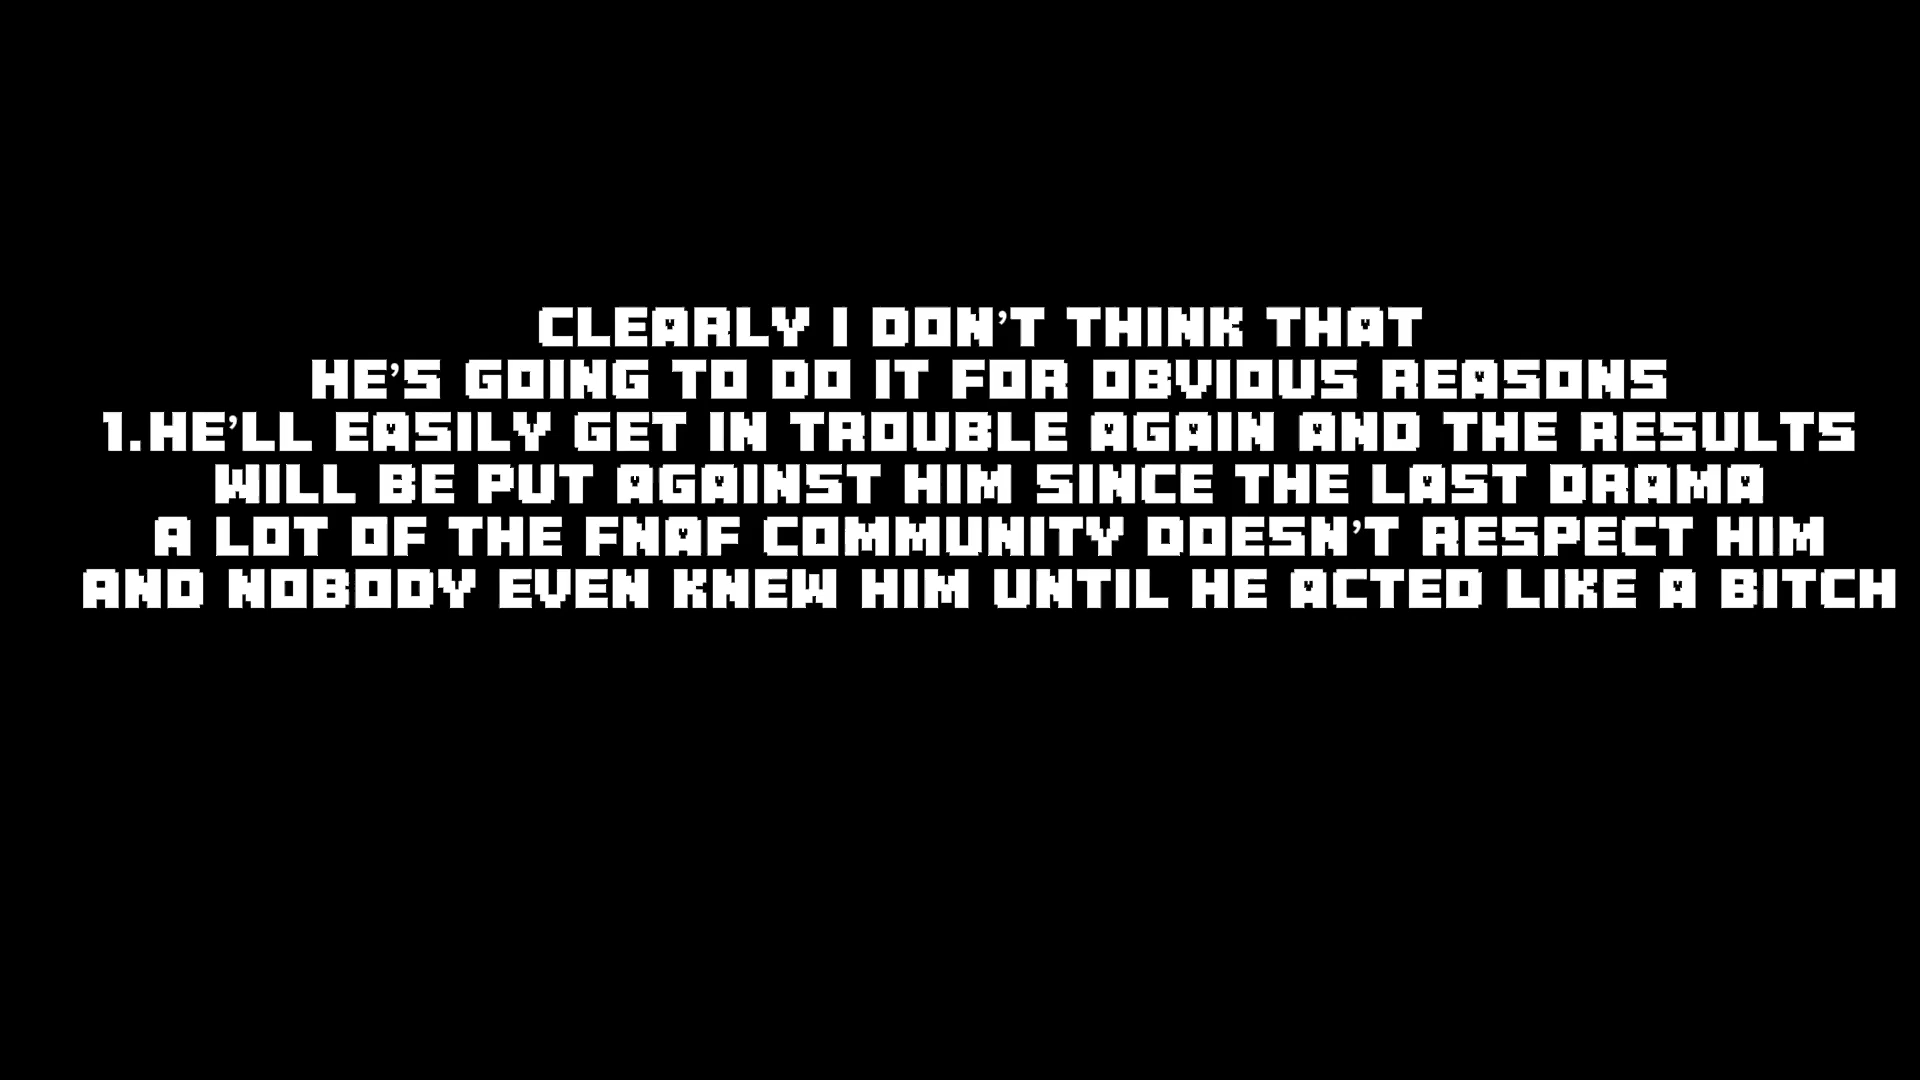 CLEARLY I DON'T THINK THAT
HE'S GOING TO DO IT FOR OBVIOUS REASONS
1.HE'LL EASILY GET IN TROUBLE AGAIN AND THE RESULTS
WILL BE PUT AGAINST HIM SINCE THE LAST DRAMA
A LOT OF THE FNAF COMMUNITY DOESN'T RESPECT HIM
AND NOBODY EVEN KNEW HIM UNTIL HE ACTED LIKE A BITCH